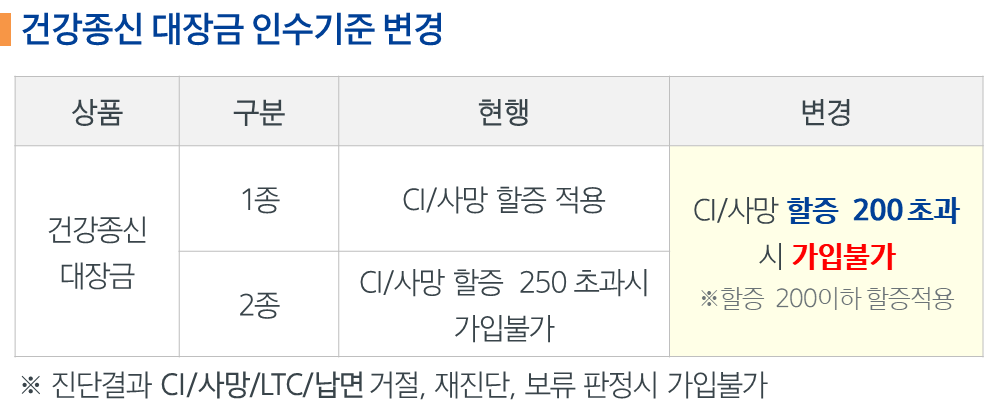 건강종신 대장금 인수기준 변경
상품 구분 현행 변경
건강종신
대장금
1종
CI/사망 할증 적용
2종
CI/사망 할증 250 초과시
가입불가
CI/사망 할증 200 초과
시 가입불가
※할증 200이하 할증적용
※ 진단결과 CI/사망/LTC/납면 거절, 재진단, 보류 판정시 가입불가